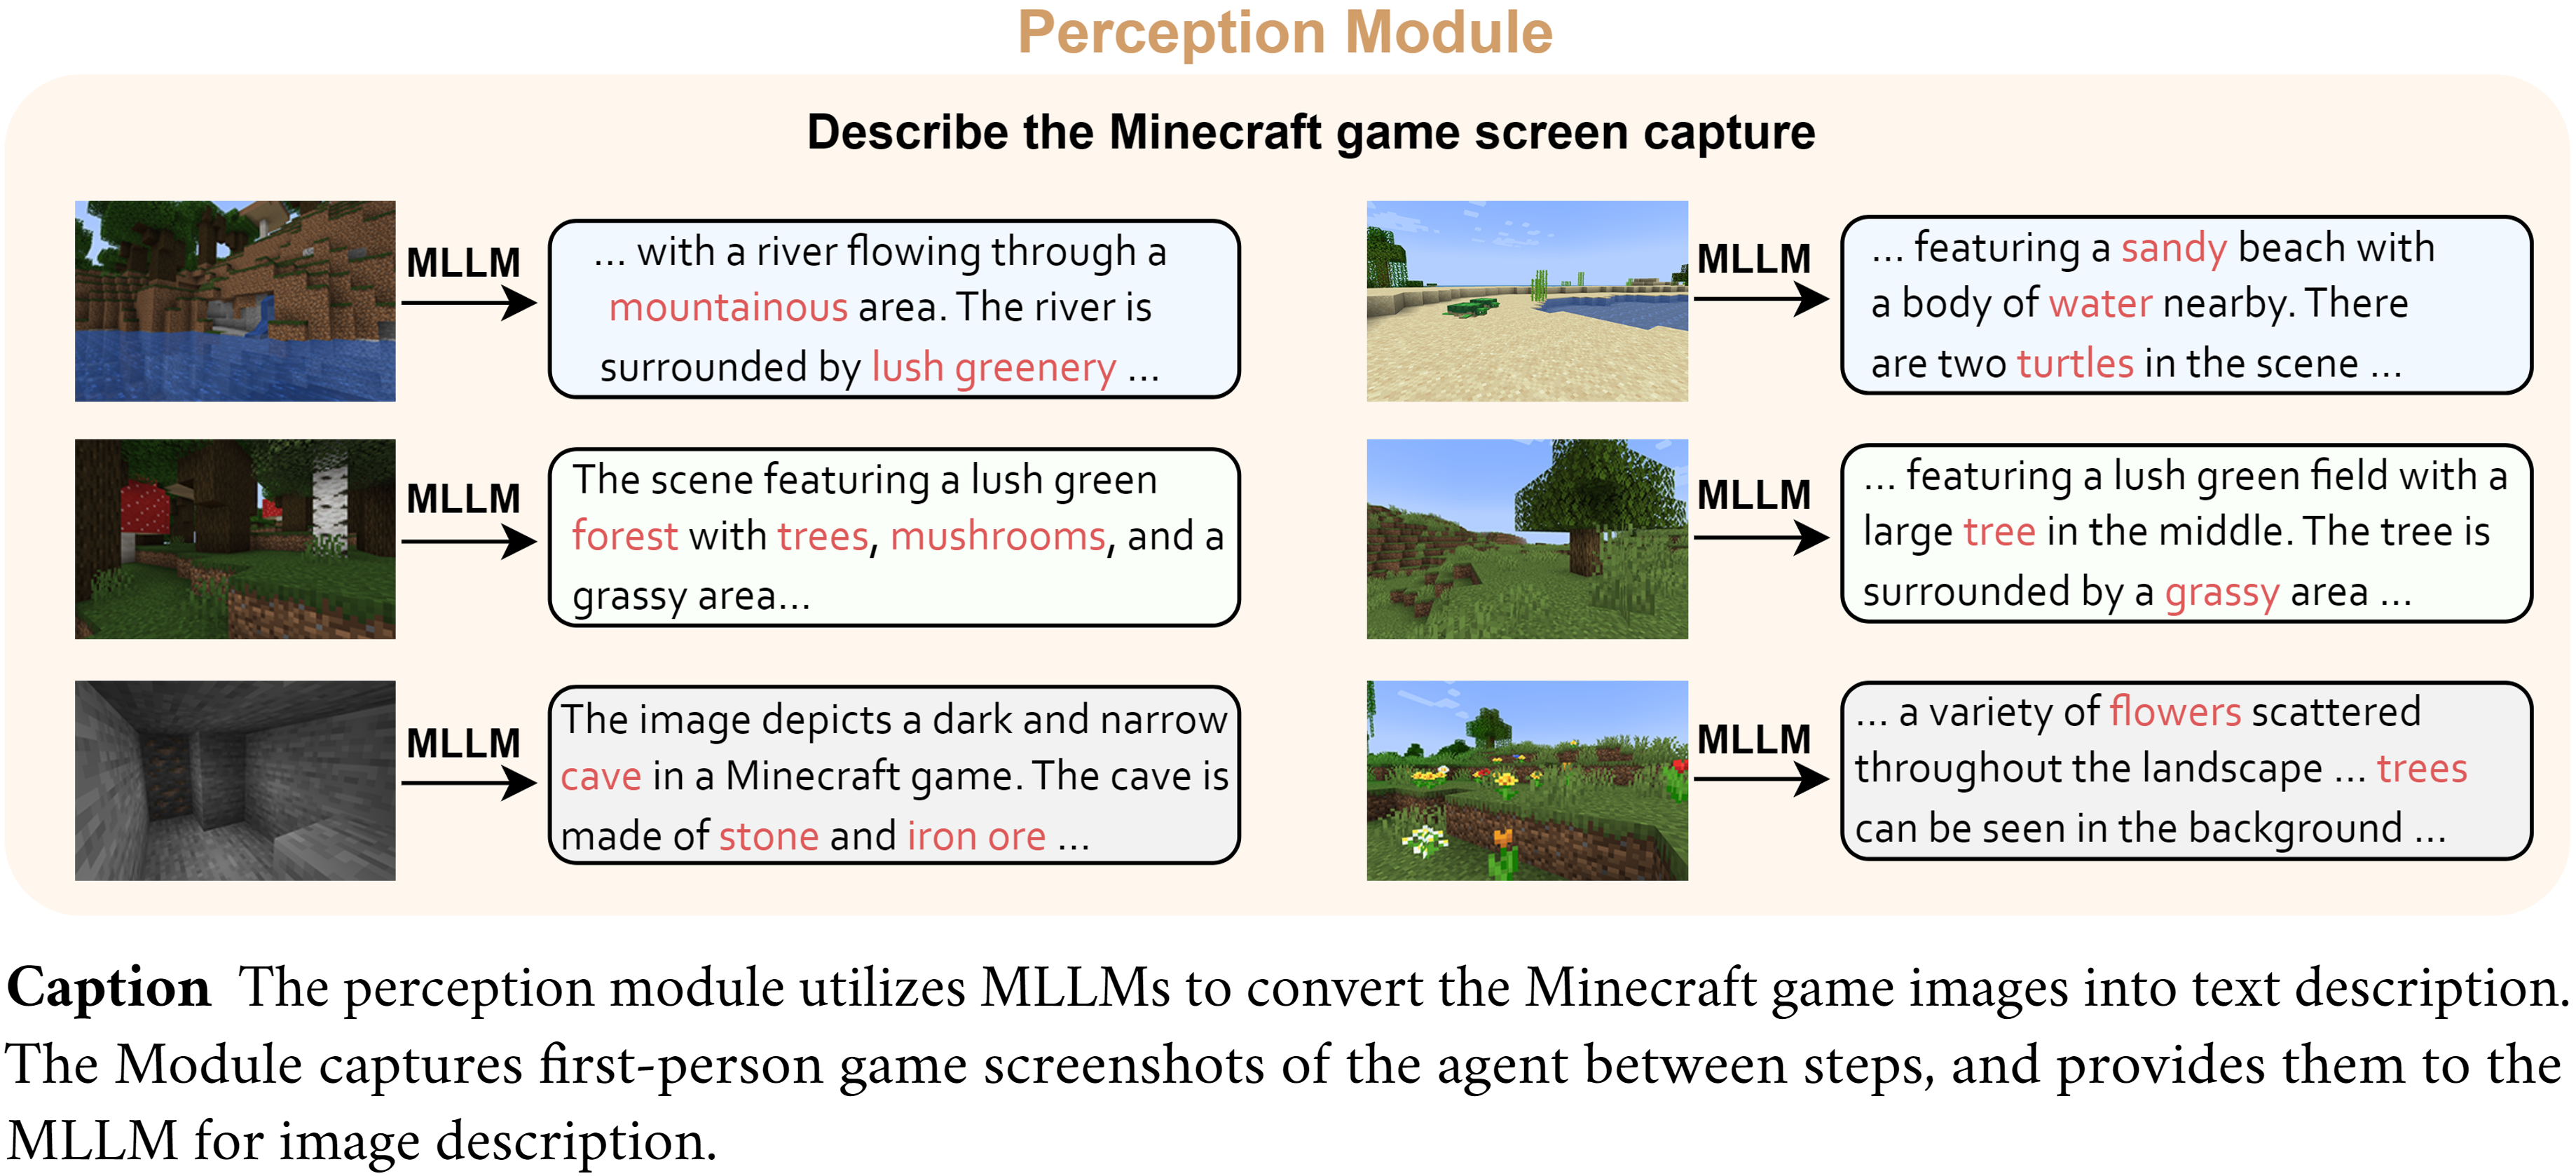 Perception Module
Describe the Minecraft game screen capture
MLLM
... with a river flowing through a
mountainous area. The river is
surrounded by lush greenery ...
MLLM
... featuring a sandy beach with
a body of water nearby. There
are two turtles in the scene ...
MLLM
The scene featuring a lush green
forest with trees, mushrooms, and a
grassy area...
MLLM
... featuring a lush green field with a
large tree in the middle. The tree is
surrounded by a grassy area ...
MLLM
The image depicts a dark and narrow
cave in a Minecraft game. The cave is
made of stone and iron ore ...
MLLM
... a variety of flowers scattered
throughout the landscape ... trees
can be seen in the background ...
Caption The perception module utilizes MLLMs to convert the Minecraft game images into text description.
The Module captures first-person game screenshots of the agent between steps, and provides them to the
MLLM for image description.